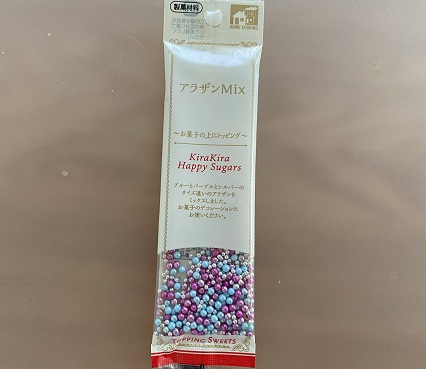 製菓材料
HOME COOKING
アラザンMix
～お菓子の上にトッピング～
KiraKira
Happy Sugars
ブルーとパープルとシルバーの
サイズ違いのアラザンを
ミックスしました。
お菓子のデコレーションに
お使いください。
TOPPING SWEETS